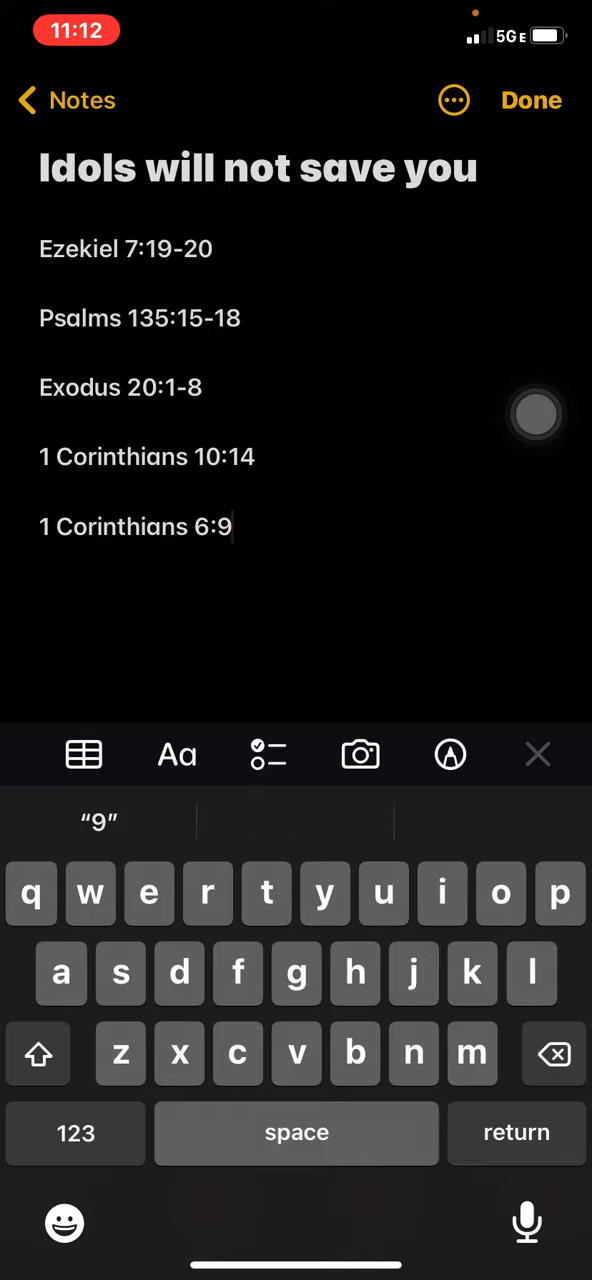 11:12
5GE
Notes
Done
Idols will not save you
Ezekiel 7:19-20
Psalms 135:15-18
Exodus 20:1-8
1 Corinthians 10:14
1 Corinthians 6:9
Aa
“9”
q w e r t y u i o p
a s d f g h j k l
z x c v b n m
123 space return